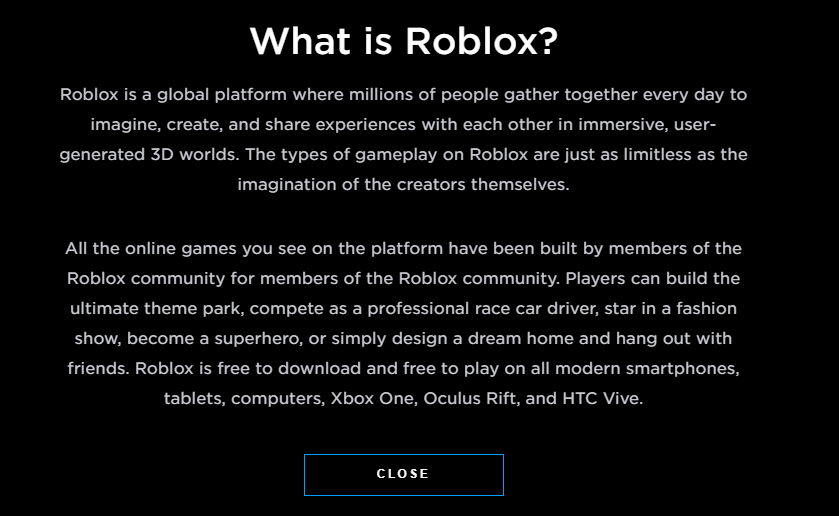 What is Roblox?
Roblox is a global platform where millions of people gather together every day to
imagine, create, and share experiences with each other in immersive, user-
generated 3D worlds. The types of gameplay on Roblox are just as limitless as the
imagination of the creators themselves.
All the online games you see on the platform have been built by members of the
Roblox community for members of the Roblox community. Players can build the
ultimate theme park, compete as a professional race car driver, star in a fashion
show, become a superhero, or simply design a dream home and hang out with
friends. Roblox is free to download and free to play on all modern smartphones,
tablets, computers, Xbox One, Oculus Rift, and HTC Vive.
CLOSE